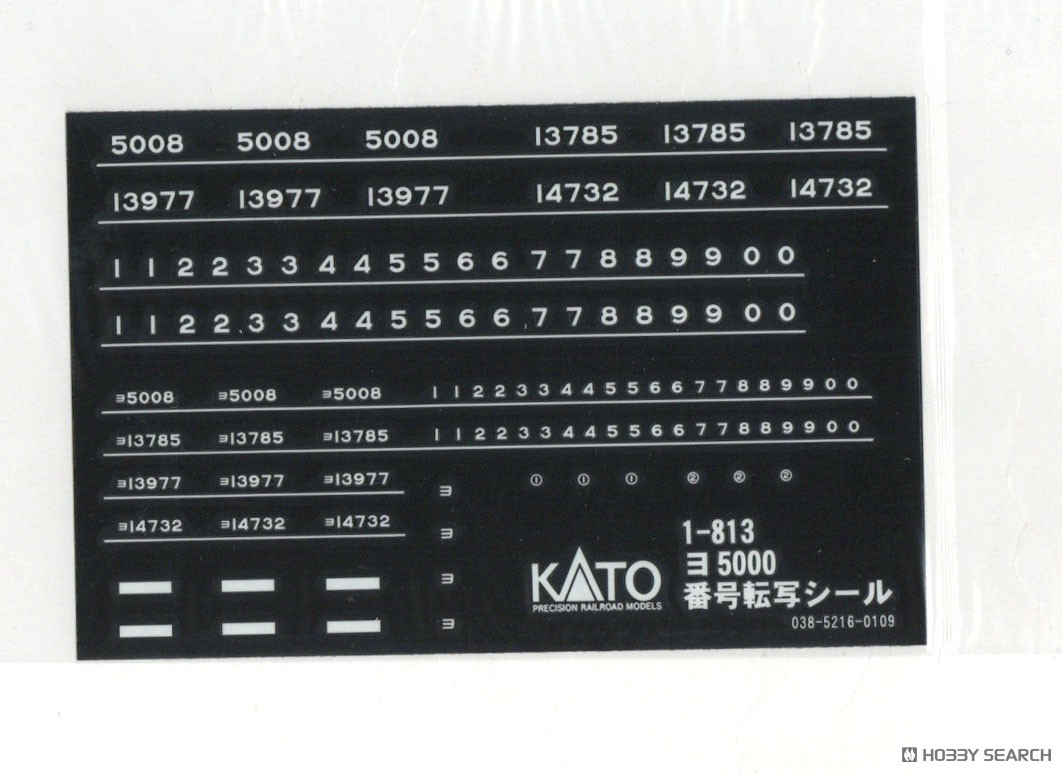 5008 5008 5008 13785 13785 13785
13977 13977 13977 14732 14732 14732
1 1 2 2 3 3 4 4 5 5 6 6 7 7 8 8 9 9 0 0
1 1 2 2 3 3 4 4 5 5 6 6 7 7 8 8 9 9 0 0
ヨ5008 ヨ5008 ヨ5008 1 1 2 2 3 3 4 4 5 5 6 6 7 7 8 8 9 9 0 0
ヨ13785 ヨ13785 ヨ13785 1 1 2 2 3 3 4 4 5 5 6 6 7 7 8 8 9 9 0 0
ヨ13977 ヨ13977 ヨ13977 ヨ ① ① ① ② ② ②
ヨ14732 ヨ14732 ヨ14732 ヨ
ヨ
ヨ
1-813
ヨ5000
KATO
番号転写シール
PRECISION RAILROAD MODELS
038-5216-0109
HOBBY SEARCH